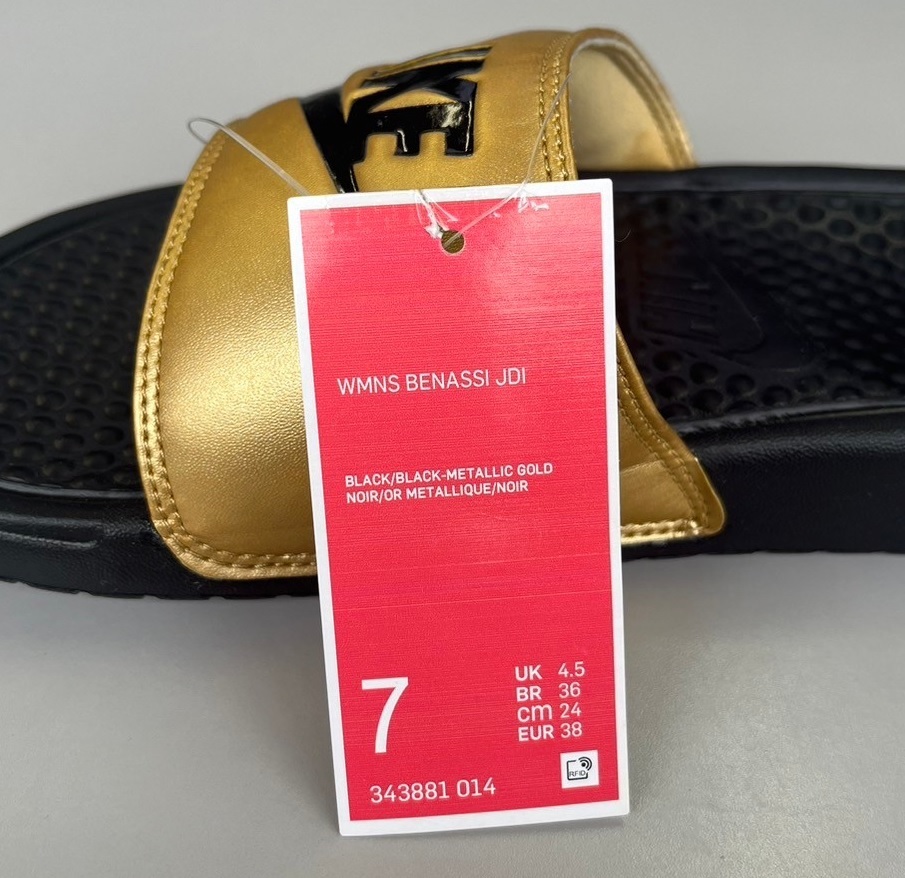 NIKE
WMNS BENASSI JDI
BLACK/BLACK-METALLIC GOLD
NOIR/OR METALLIQUE/NOIR
7
UK 4.5
BR 36
cm 24
EUR 38
RFID
343881 014